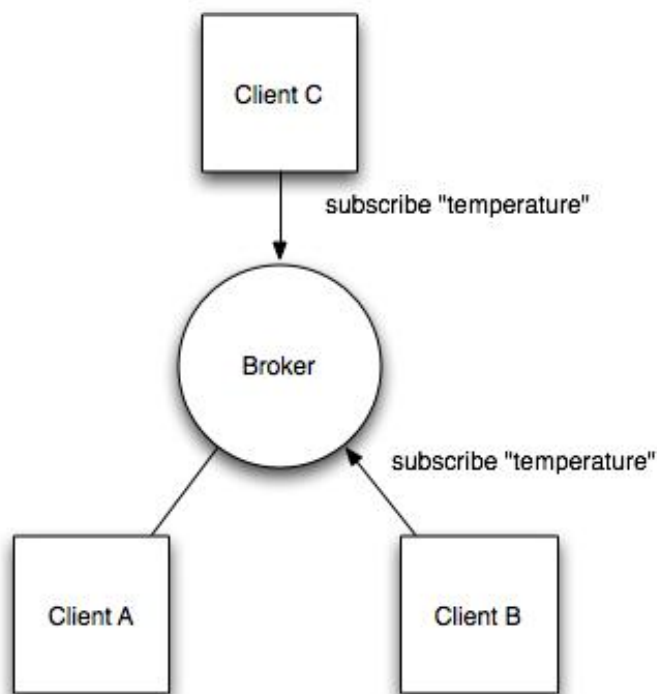 Client C
subscribe "temperature"
Broker
subscribe "temperature"
Client A
Client B